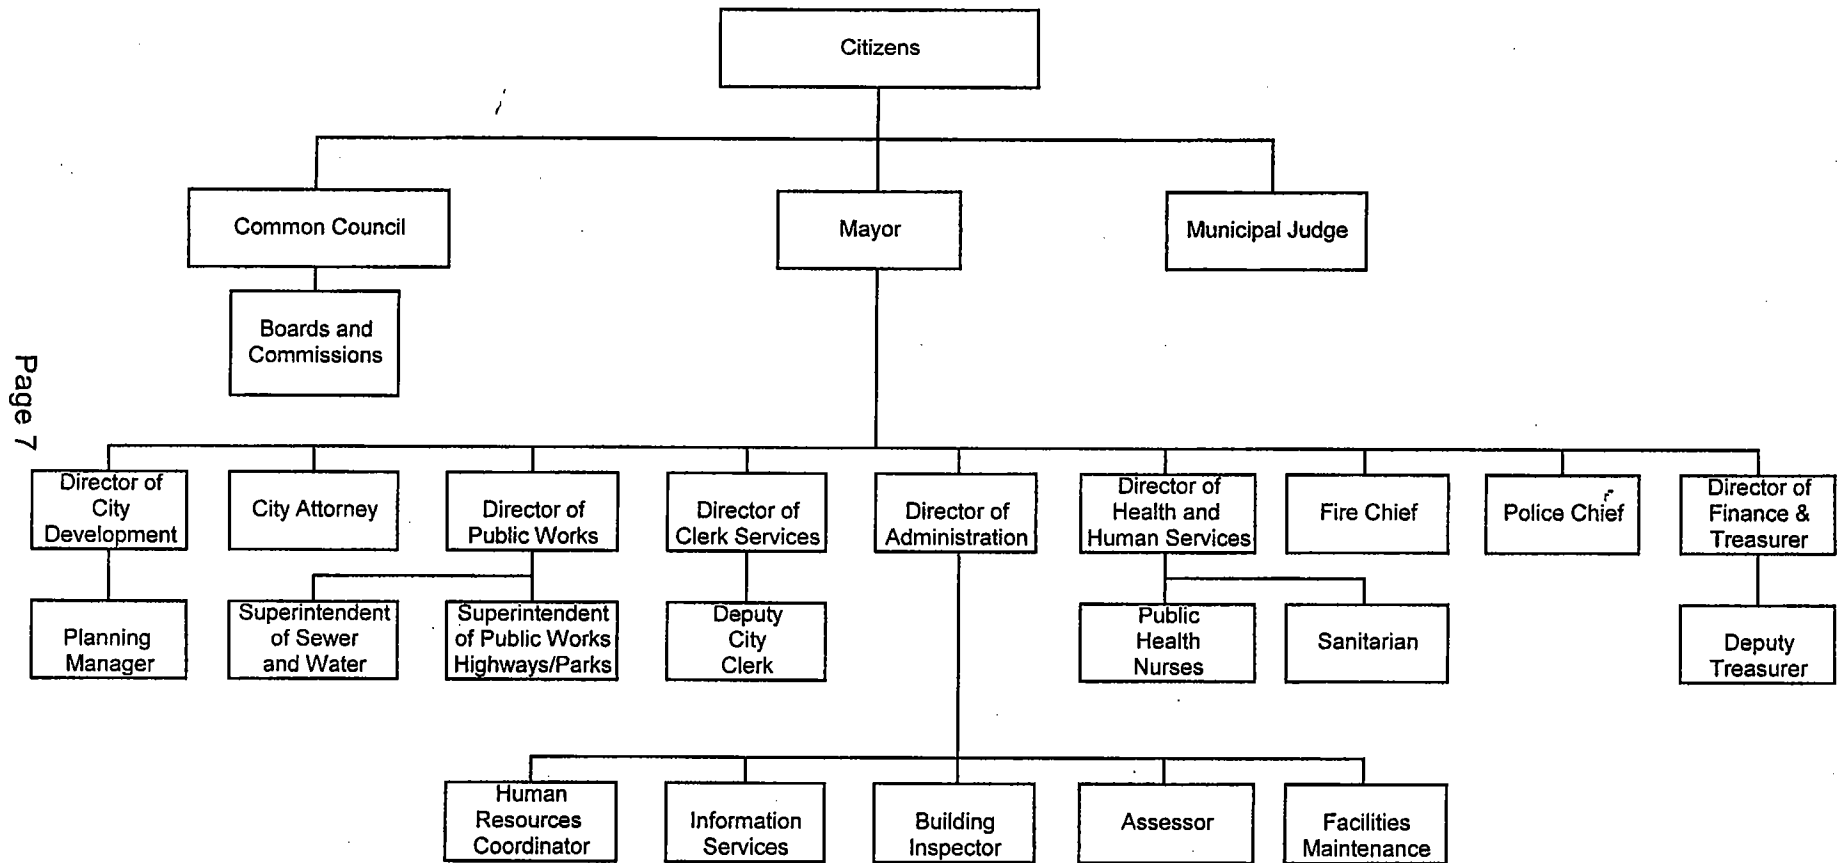 Citizens
Common Council
Mayor
Municipal Judge
Boards and
Commissions
Page 7
Director of
City
Development
City Attorney
Director of
Public Works
Director of
Clerk Services
Director of
Administration
Director of
Health and
Human Services
Fire Chief
Police Chief
Director of
Finance &
Treasurer
Planning
Manager
Superintendent
of Sewer
and Water
Superintendent
of Public Works
Highways/Parks
Deputy
City
Clerk
Public
Health
Nurses
Sanitarian
Deputy
Treasurer
Human
Resources
Coordinator
Information
Services
Building
Inspector
Assessor
Facilities
Maintenance